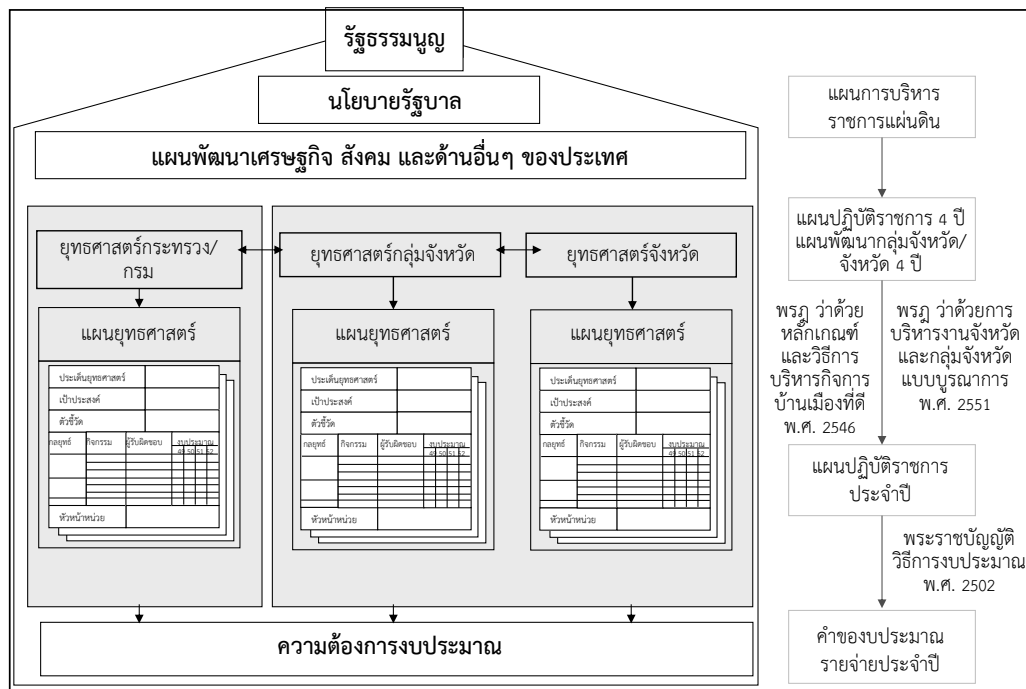 รัฐธรรมนูญ
นโยบายรัฐบาล
แผนพัฒนาเศรษฐกิจ สังคม และด้านอื่นๆ ของประเทศ
ยุทธศาสตร์กระทรวง/
กรม
ยุทธศาสตร์กลุ่มจังหวัด
ยุทธศาสตร์จังหวัด
แผนยุทธศาสตร์
ประเด็นยุทธศาสตร์
เป้าประสงค์
ตัวชี้วัด
กลยุทธ์ กิจกรรม ผู้รับผิดชอบ งบประมาณ
49 50 51 52
หัวหน้าหน่วย
แผนยุทธศาสตร์
ประเด็นยุทธศาสตร์
เป้าประสงค์
ตัวชี้วัด
กลยุทธ์ กิจกรรม ผู้รับผิดชอบ งบประมาณ
49 50 51 52
หัวหน้าหน่วย
แผนยุทธศาสตร์
ประเด็นยุทธศาสตร์
เป้าประสงค์
ตัวชี้วัด
กลยุทธ์ กิจกรรม ผู้รับผิดชอบ งบประมาณ
49 50 51 52
หัวหน้าหน่วย
ความต้องการงบประมาณ
แผนการบริหาร
ราชการแผ่นดิน
แผนปฏิบัติราชการ 4 ปี
แผนพัฒนากลุ่มจังหวัด/
จังหวัด 4 ปี
พรฎ ว่าด้วย
หลักเกณฑ์
และวิธีการ
บริหารกิจการ
บ้านเมืองที่ดี
พ.ศ. 2546
พรฎ ว่าด้วยการ
บริหารงานจังหวัด
และกลุ่มจังหวัด
แบบบูรณาการ
พ.ศ. 2551
แผนปฏิบัติราชการ
ประจำปี
พระราชบัญญัติ
วิธีการงบประมาณ
พ.ศ. 2502
คำของบประมาณ
รายจ่ายประจำปี